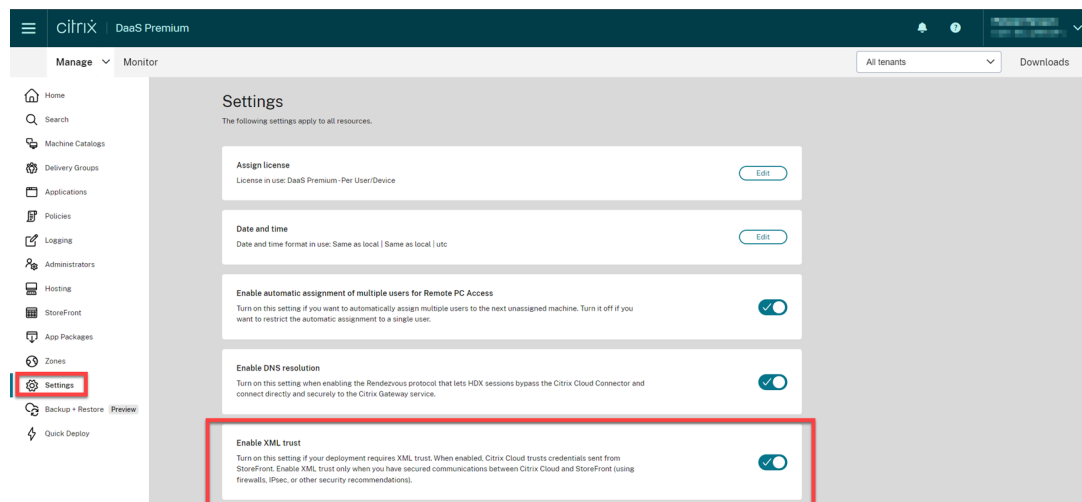 citrix DaaS Premium
Manage Monitor All tenants Downloads
Home
Search
Machine Catalogs
Delivery Groups
Applications
Policies
Logging
Administrators
Hosting
StoreFront
App Packages
Zones
Settings
Backup + Restore Preview
Quick Deploy
Settings
The following settings apply to all resources.
Assign license
License in use: DaaS Premium - Per User/Device
Edit
Date and time
Date and time format in use: Same as local | Same as local | utc
Edit
Enable automatic assignment of multiple users for Remote PC Access
Turn on this setting if you want to automatically assign multiple users to the next unassigned machine. Turn it off if you
want to restrict the automatic assignment to a single user.
Enable DNS resolution
Turn on this setting when enabling the Rendezvous protocol that lets HDX sessions bypass the Citrix Cloud Connector and
connect directly and securely to the Citrix Gateway service.
Enable XML trust
Turn on this setting if your deployment requires XML trust. When enabled, Citrix Cloud trusts credentials sent from
StoreFront. Enable XML trust only when you have secured communications between Citrix Cloud and StoreFront (using
firewalls, IPsec, or other security recommendations).